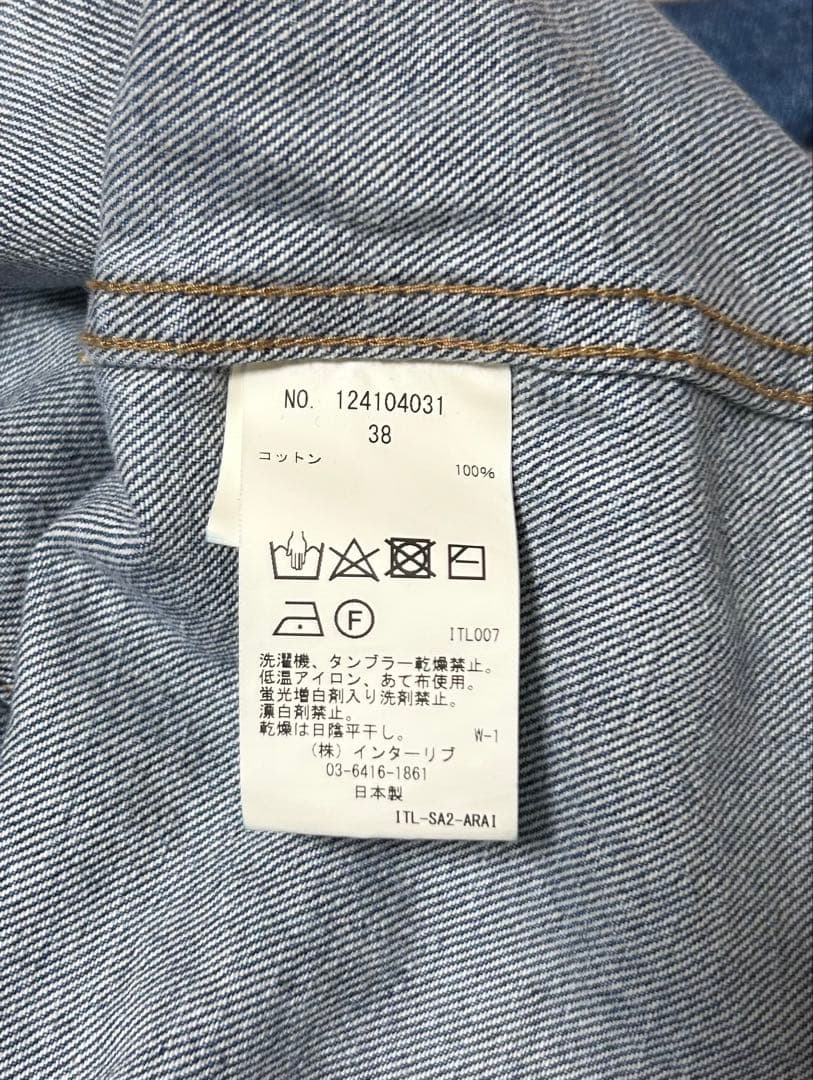 NO. 124104031
38
コットン 100%
F
ITL007
洗濯機、タンブラー乾燥禁止。
低温アイロン、あて布使用。
蛍光増白剤入り洗剤禁止。
漂白剤禁止。
乾燥は日陰平干し。 W-1
(株)インターリブ
03-6416-1861
日本製
ITL-SA2-ARAI